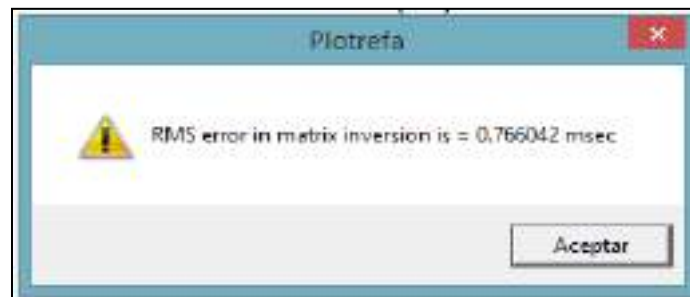 Plotrefa
RMS error in matrix inversion is = 0.766042 msec
Aceptar